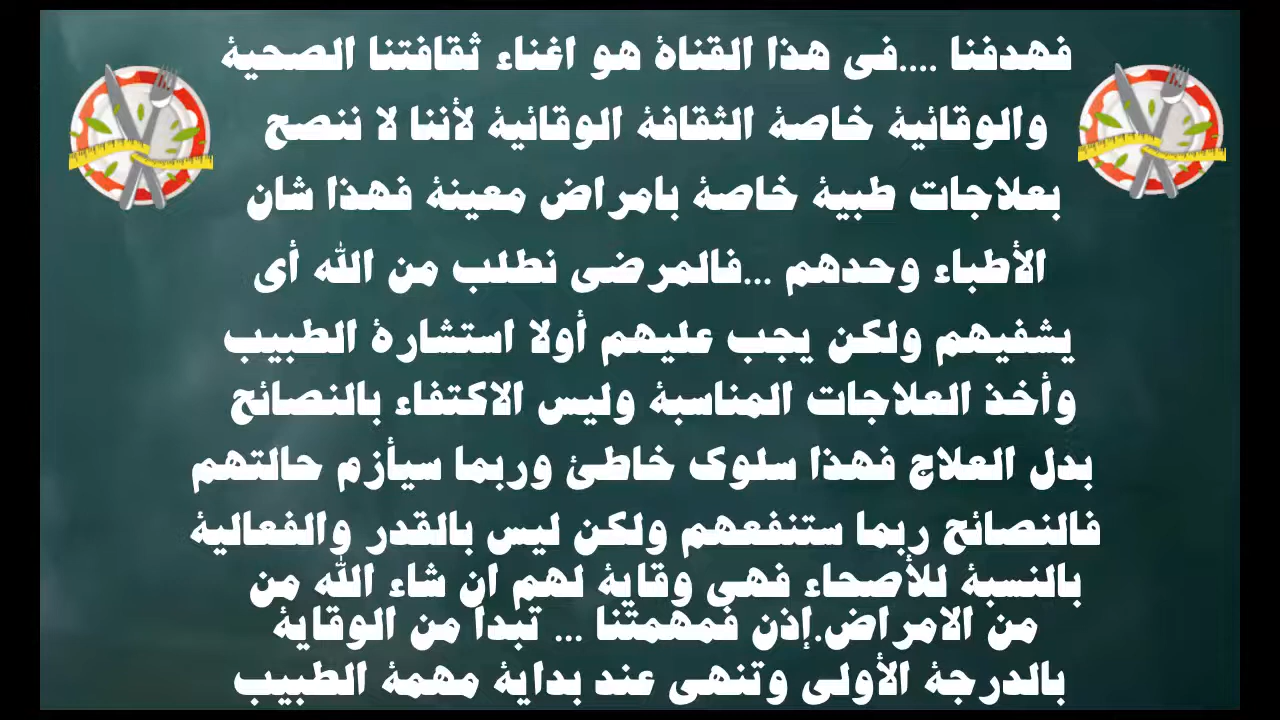 فهدفنا ....فى هذا القناة هو اغناء ثقافتنا الصحية
والوقائية خاصة الثقافة الوقائية لأننا لا ننصح
بعلاجات طبية خاصة بامراض معينة فهذا شان
الأطباء وحدهم ...فالمرضى نطلب من الله أى
يشفيهم ولكن يجب عليهم أولا استشارة الطبيب
وأخذ العلاجات المناسبة وليس الاكتفاء بالنصائح
بدل العلاج فهذا سلوك خاطئ وربما سيأزم حالتهم
فالنصائح ربما ستنفعهم ولكن ليس بالقدر والفعالية
بالنسبة للأصحاء فهى وقاية لهم ان شاء الله من
من الامراض.إذن فمهمتنا ... تبدا من الوقاية
بالدرجة الأولى وتنهى عند بداية مهمة الطبيب